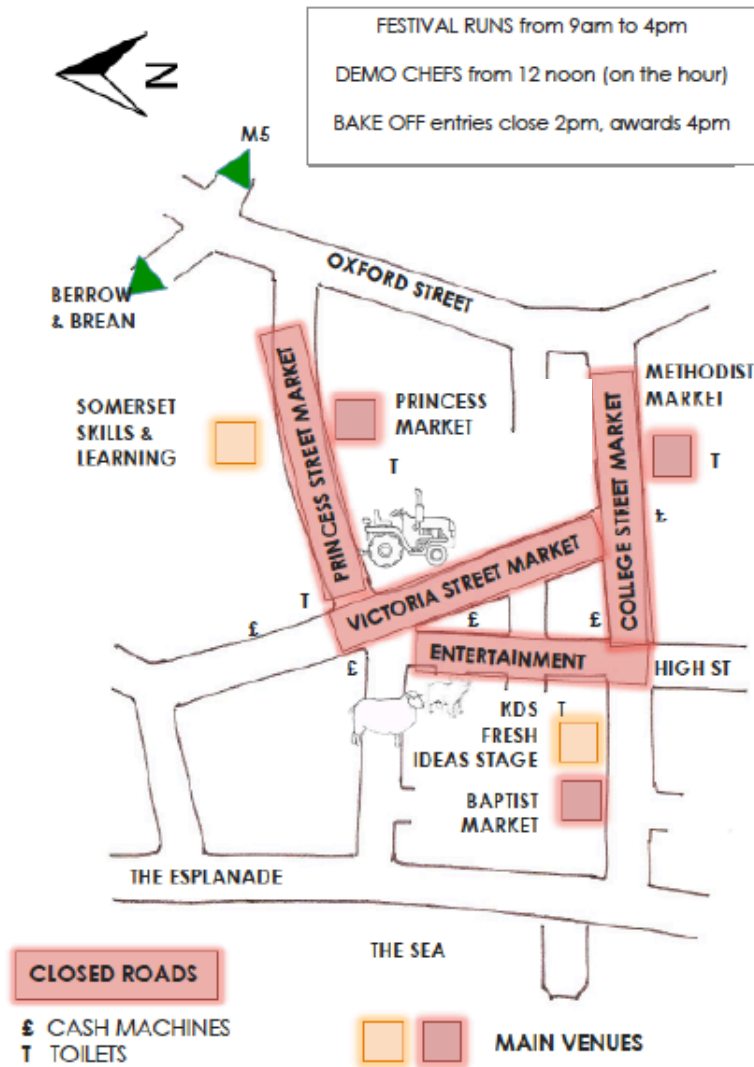 FESTIVAL RUNS from 9am to 4pm
DEMO CHEFS from 12 noon (on the hour)
BAKE OFF entries close 2pm, awards 4pm
N
M5
OXFORD STREET
BERROW
& BREAN
METHODIST
MARKET
SOMERSET
SKILLS &
LEARNING
PRINCESS STREET MARKET
PRINCESS
MARKET
COLLEGE STREET MARKET
T
T
£
T
VICTORIA STREET MARKET
£
£
£
£
ENTERTAINMENT
HIGH ST
KDS T
FRESH
IDEAS STAGE
BAPTIST
MARKET
THE ESPLANADE
THE SEA
CLOSED ROADS
£ CASH MACHINES
T TOILETS
MAIN VENUES